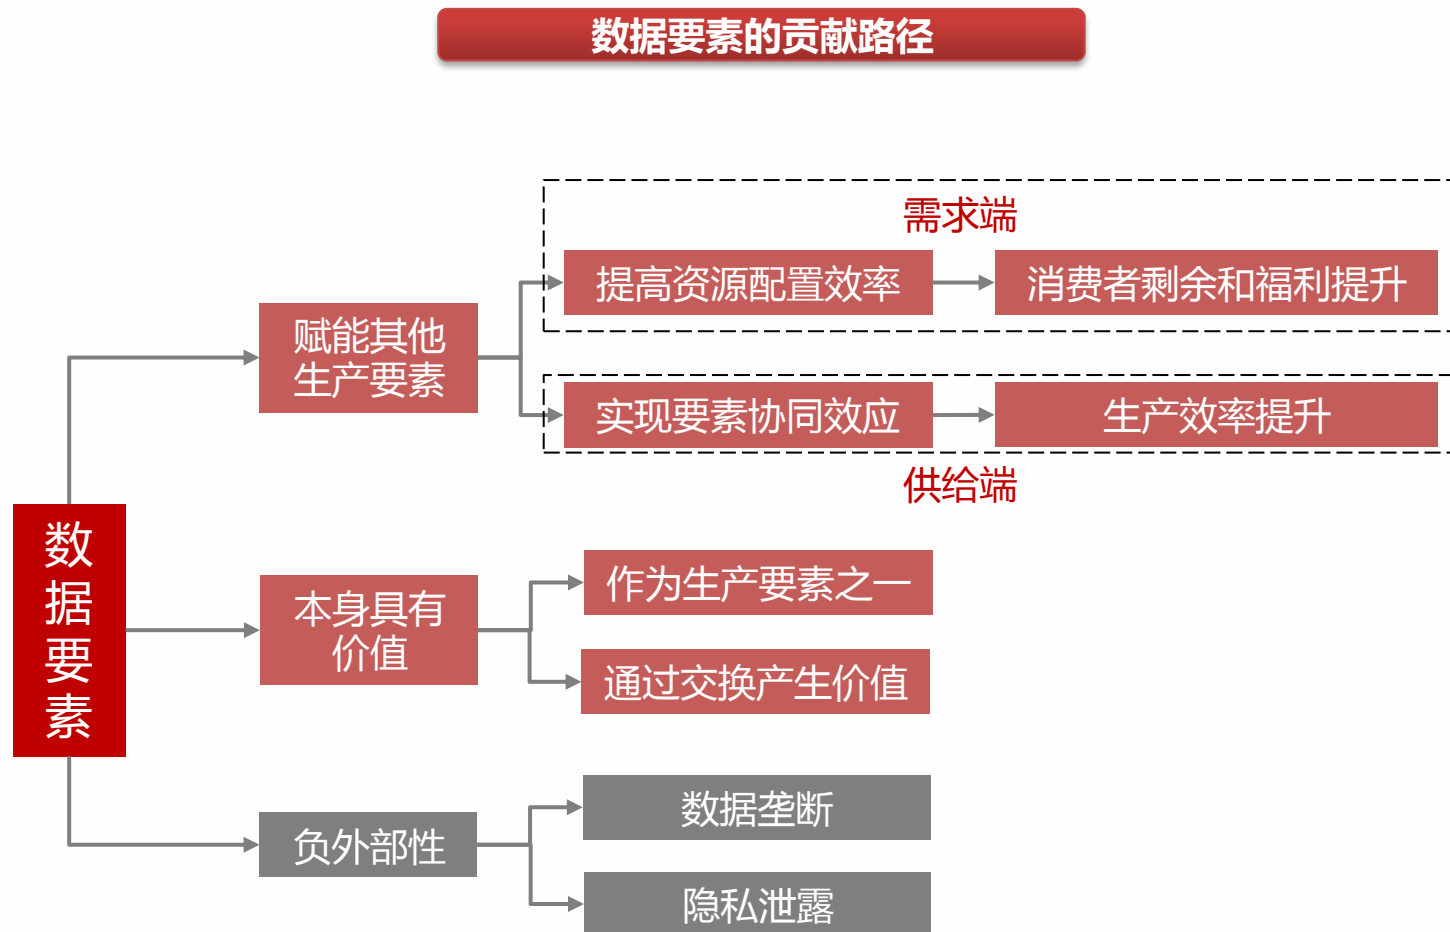 数据要素的贡献路径
需求端
提高资源配置效率
消费者剩余和福利提升
赋能其他
生产要素
实现要素协同效应
生产效率提升
供给端
数
据
要
素
本身具有
价值
作为生产要素之一
通过交换产生价值
负外部性
数据垄断
隐私泄露